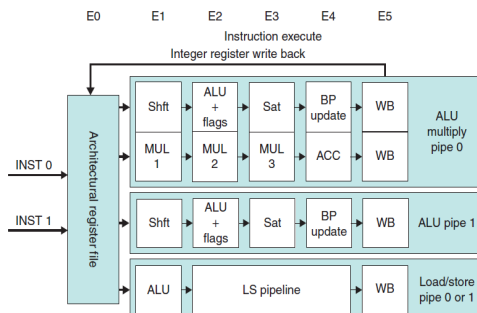 E0 E1 E2 E3 E4 E5
Instruction execute
Integer register write back
INST 0
INST 1
Architectural register
file
Shft
ALU
+
flags
Sat
BP
update
WB
MUL
1
MUL
2
MUL
3
ACC
WB
ALU
multiply
pipe 0
Shft
ALU
+
flags
Sat
BP
update
WB
ALU pipe 1
ALU
LS pipeline
WB
Load/store
pipe 0 or 1